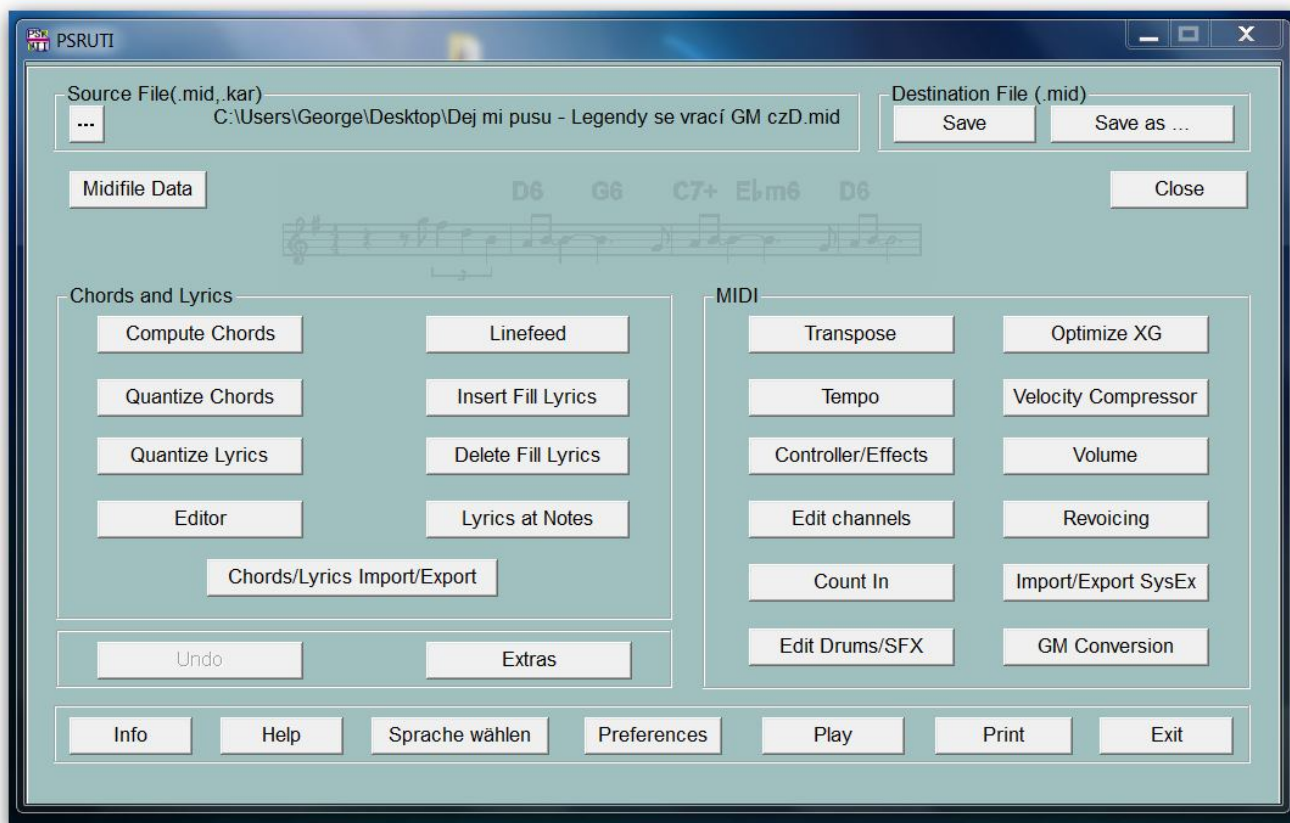 PSRUTI
Source File(.mid,.kar)
...
C:\Users\George\Desktop\Dej mi pusu - Legendy se vrací GM czD.mid
Destination File (.mid)
Save
Save as ...
Midifile Data
Close
D6 G6 C7+ E♭m6 D6
3
Chords and Lyrics
Compute Chords
Linefeed
Quantize Chords
Insert Fill Lyrics
Quantize Lyrics
Delete Fill Lyrics
Editor
Lyrics at Notes
Chords/Lyrics Import/Export
Undo
Extras
MIDI
Transpose
Optimize XG
Tempo
Velocity Compressor
Controller/Effects
Volume
Edit channels
Revoicing
Count In
Import/Export SysEx
Edit Drums/SFX
GM Conversion
Info
Help
Sprache wählen
Preferences
Play
Print
Exit